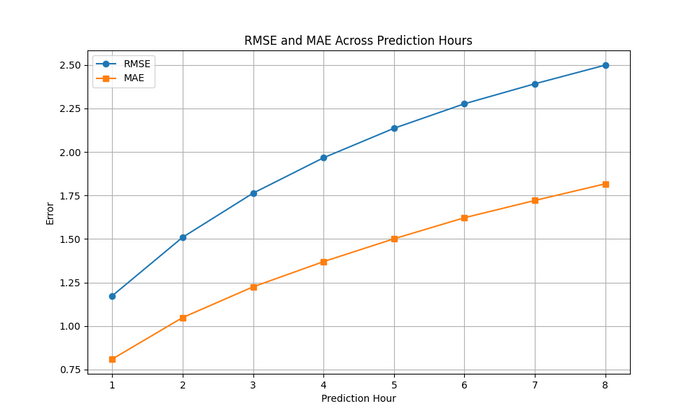 RMSE and MAE Across Prediction Hours
RMSE
MAE
2.50
2.25
2.00
1.75
1.50
1.25
1.00
0.75
Error
1 2 3 4 5 6 7 8
Prediction Hour